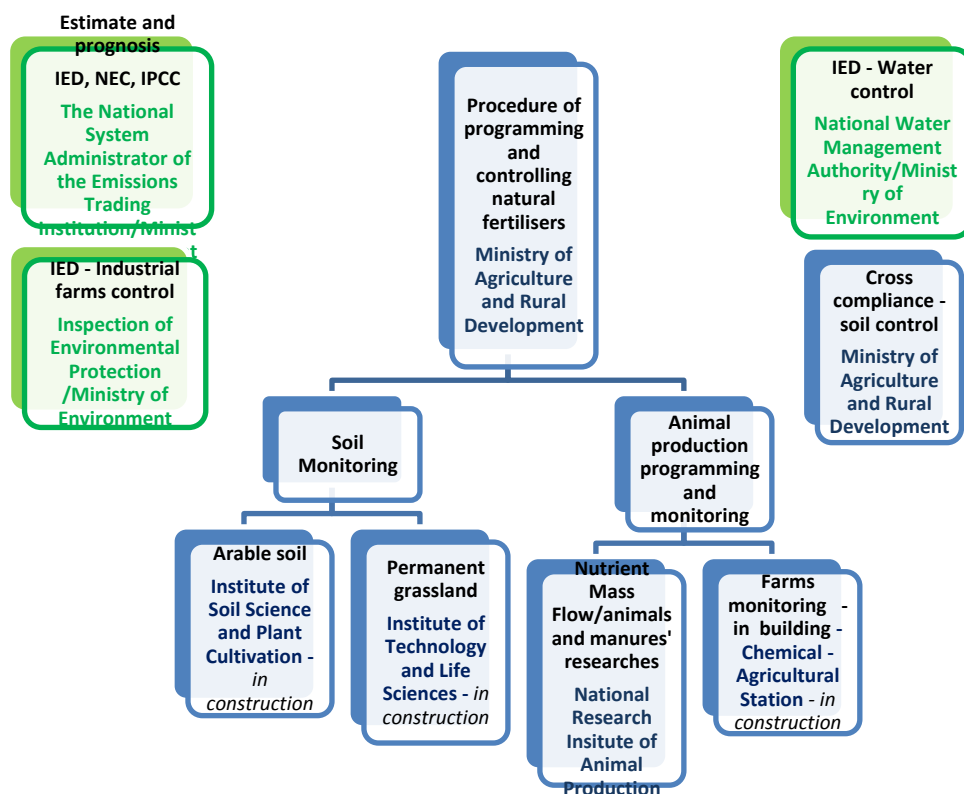 Estimate and
prognosis
IED, NEC, IPCC
The National
System
Administrator of
the Emissions
Trading
Institution/Minist
t
IED - Industrial
farms control
Inspection of
Environmental
Protection
/Ministry of
Environment
Procedure of
programming
and
controlling
natural
fertilisers
Ministry of
Agriculture
and Rural
Development
IED - Water
control
National Water
Management
Authority/Minist
ry of
Environment
Cross
compliance -
soil control
Ministry of
Agriculture
and Rural
Development
Soil
Monitoring
Animal
production
programming
and
monitoring
Arable soil
Institute of
Soil Science
and Plant
Cultivation - 
in
construction
Permanent
grassland
Institute of
Technology
and Life
Sciences - in
construction
Nutrient
Mass
Flow/animals
and manures'
researches
National
Research
Insitute of
Animal
Production
Farms
monitoring -
in building -
Chemical -
Agricultural
Station - in
construction